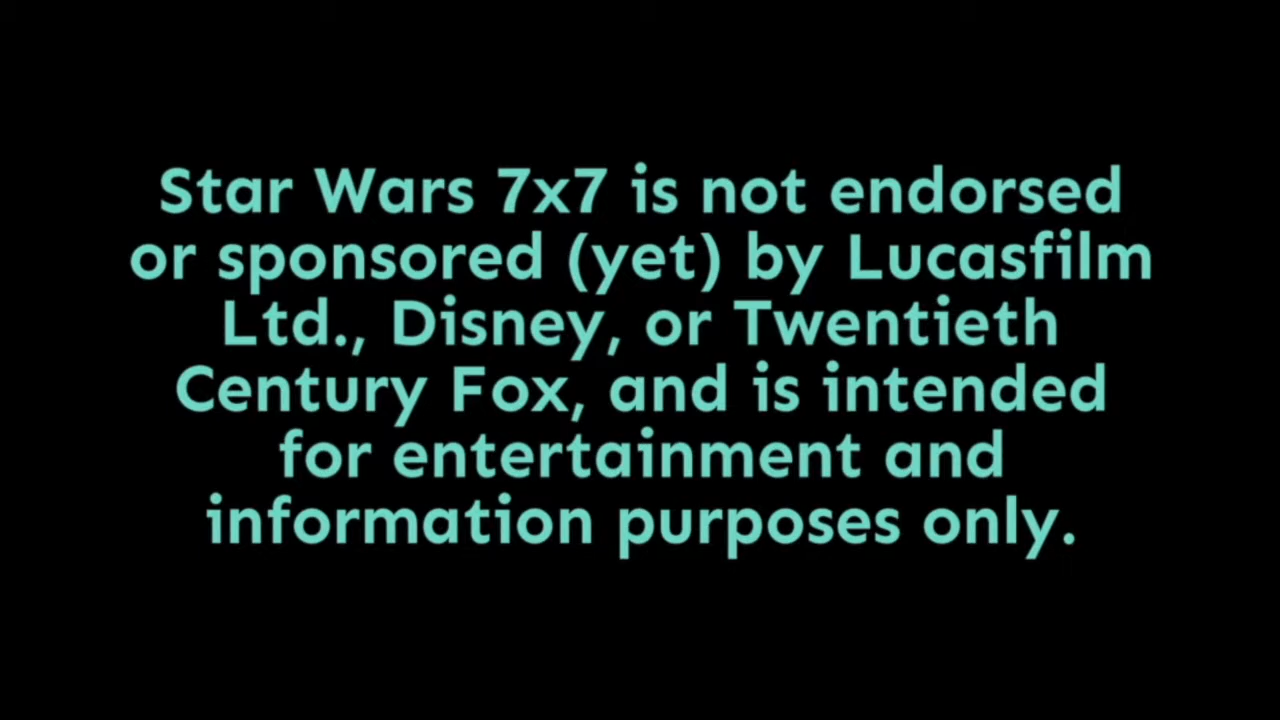 Star Wars 7x7 is not endorsed
or sponsored (yet) by Lucasfilm
Ltd., Disney, or Twentieth
Century Fox, and is intended
for entertainment and
information purposes only.